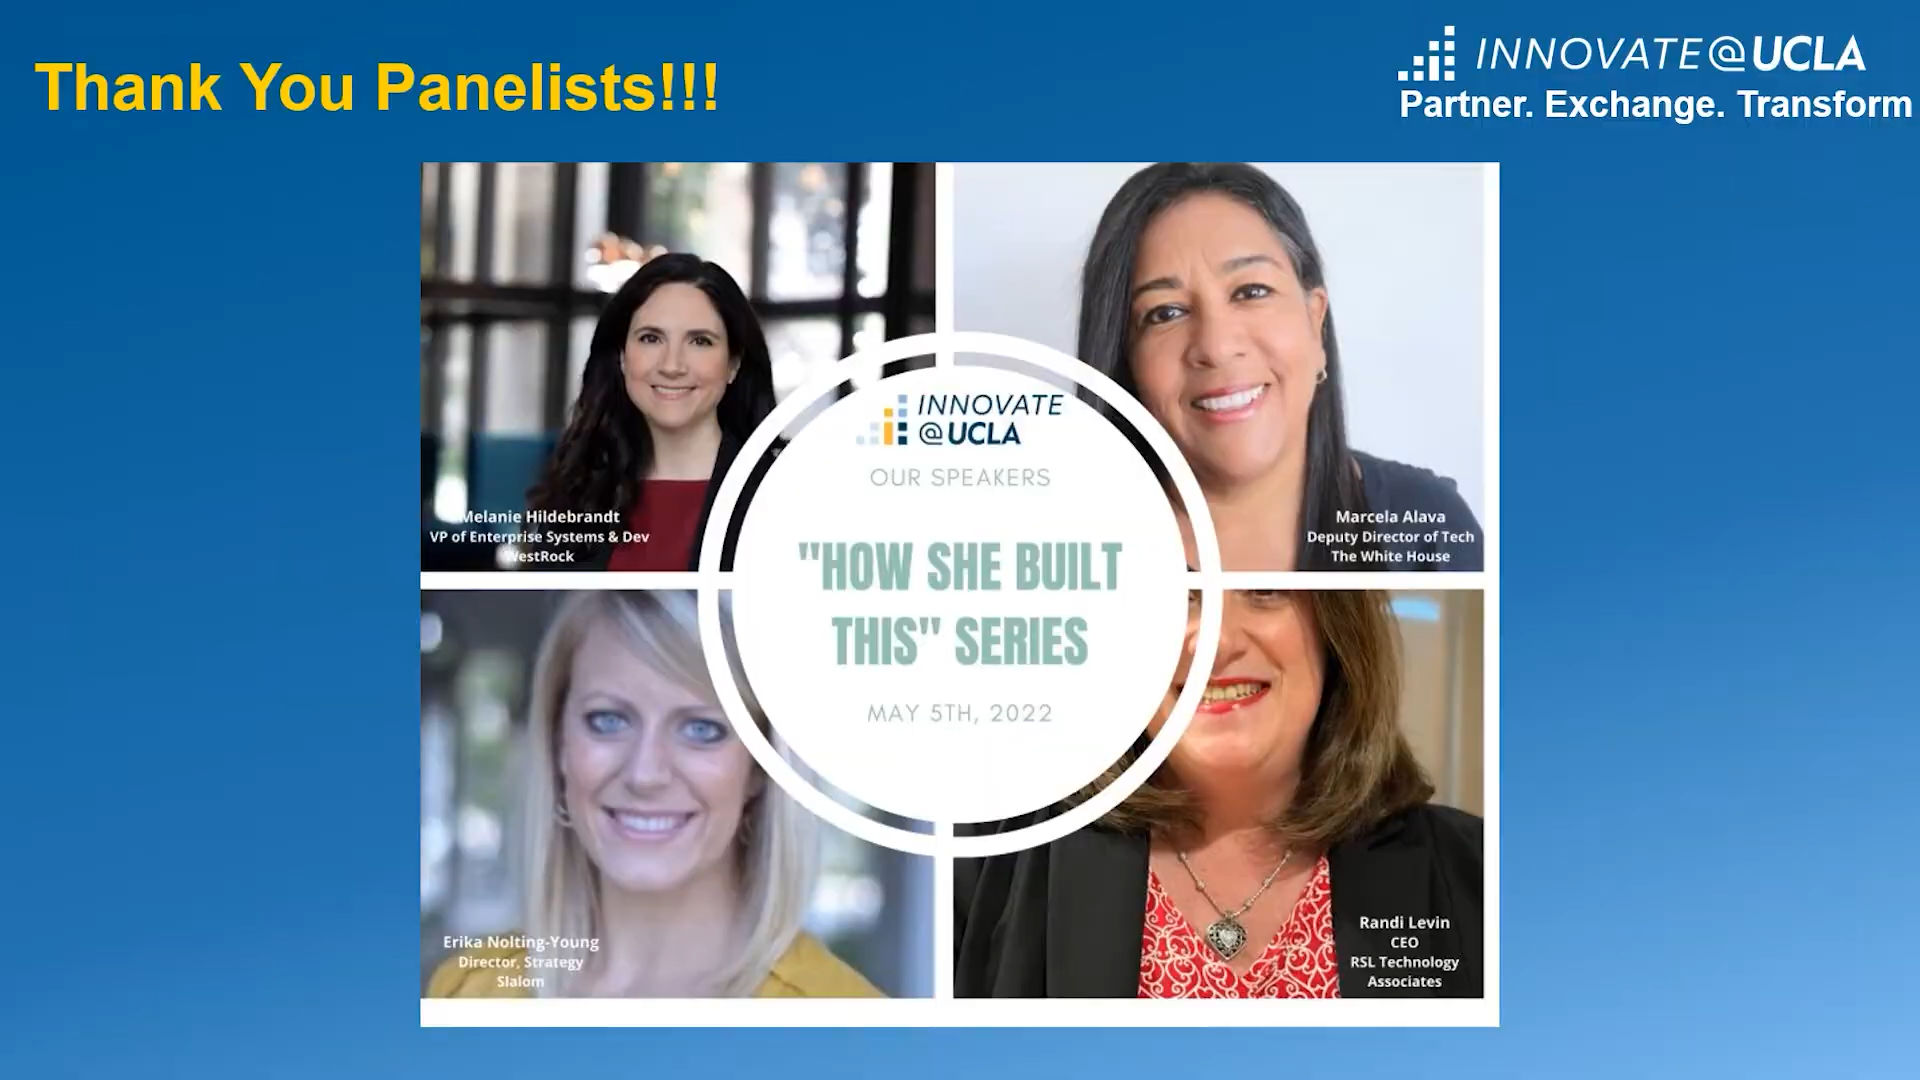 Thank You Panelists!!!
INNOVATE@UCLA
Partner. Exchange. Transform
INNOVATE
@UCLA
OUR SPEAKERS
"HOW SHE BUILT
THIS" SERIES
MAY 5TH, 2022
Melanie Hildebrandt
VP of Enterprise Systems & Dev
WestRock
Marcela Alava
Deputy Director of Tech
The White House
Erika Nolting-Young
Director, Strategy
Slalom
Randi Levin
CEO
RSL Technology
Associates